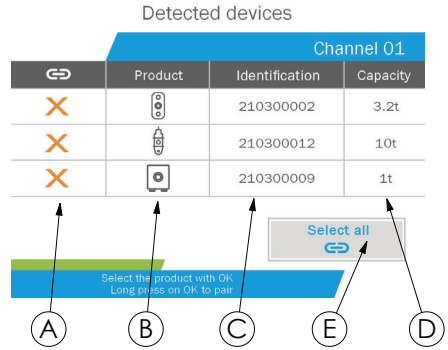 Detected devices
Channel 01
Product Identification Capacity
210300002 3.2t
210300012 10t
210300009 1t
Select all
Select the product with OK
Long press on OK to pair
A B C E D